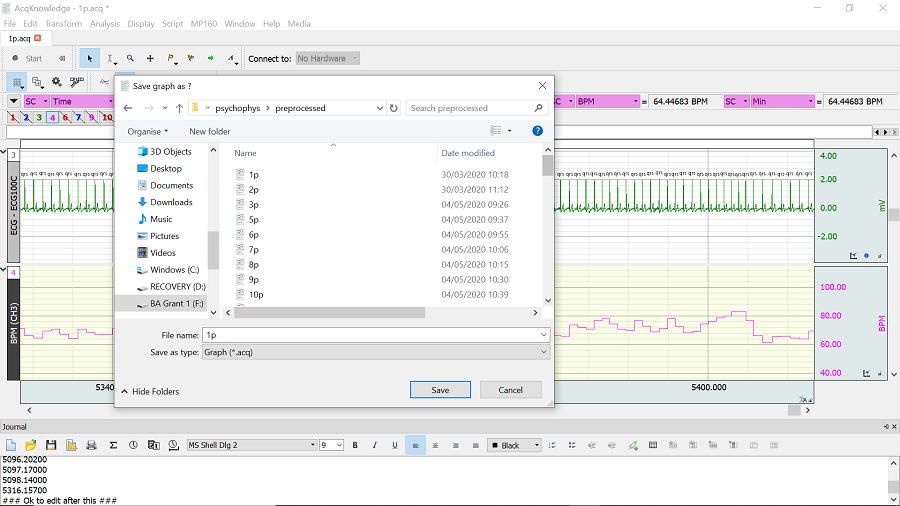 AcqKnowledge - 1p.acq *
File Edit Transform Analysis Display Script MP160 Window Help Media
1p.acq
Start
Connect to: No Hardware
SC Time
SC BPM = 64.44683 BPM SC Min = 64.44683 BPM
1 2 3 4 6 7 9 10
Save graph as ?
« psychophys > preprocessed
Search preprocessed
Organise New folder
3D Objects
Desktop
Documents
Downloads
Music
Pictures
Videos
Windows (C:)
RECOVERY (D:)
BA Grant 1 (F:)
Name Date modified
1p 30/03/2020 10:18
2p 30/03/2020 11:12
3p 04/05/2020 09:26
5p 04/05/2020 09:37
6p 04/05/2020 09:55
7p 04/05/2020 10:06
8p 04/05/2020 10:15
9p 04/05/2020 10:30
10p 04/05/2020 10:39
File name: 1p
Save as type: Graph (*.acq)
Hide Folders
Save Cancel
3
ECG - ECG100C
4.00
2.00
0.00
-2.00
mV
4
BPM (CH3)
100.00
80.00
60.00
40.00
BPM
5400.000
Journal
MS Shell Dlg 2 9 B I U Black
5096.20200
5097.17000
5098.14000
5316.15700
### Ok to edit after this ###